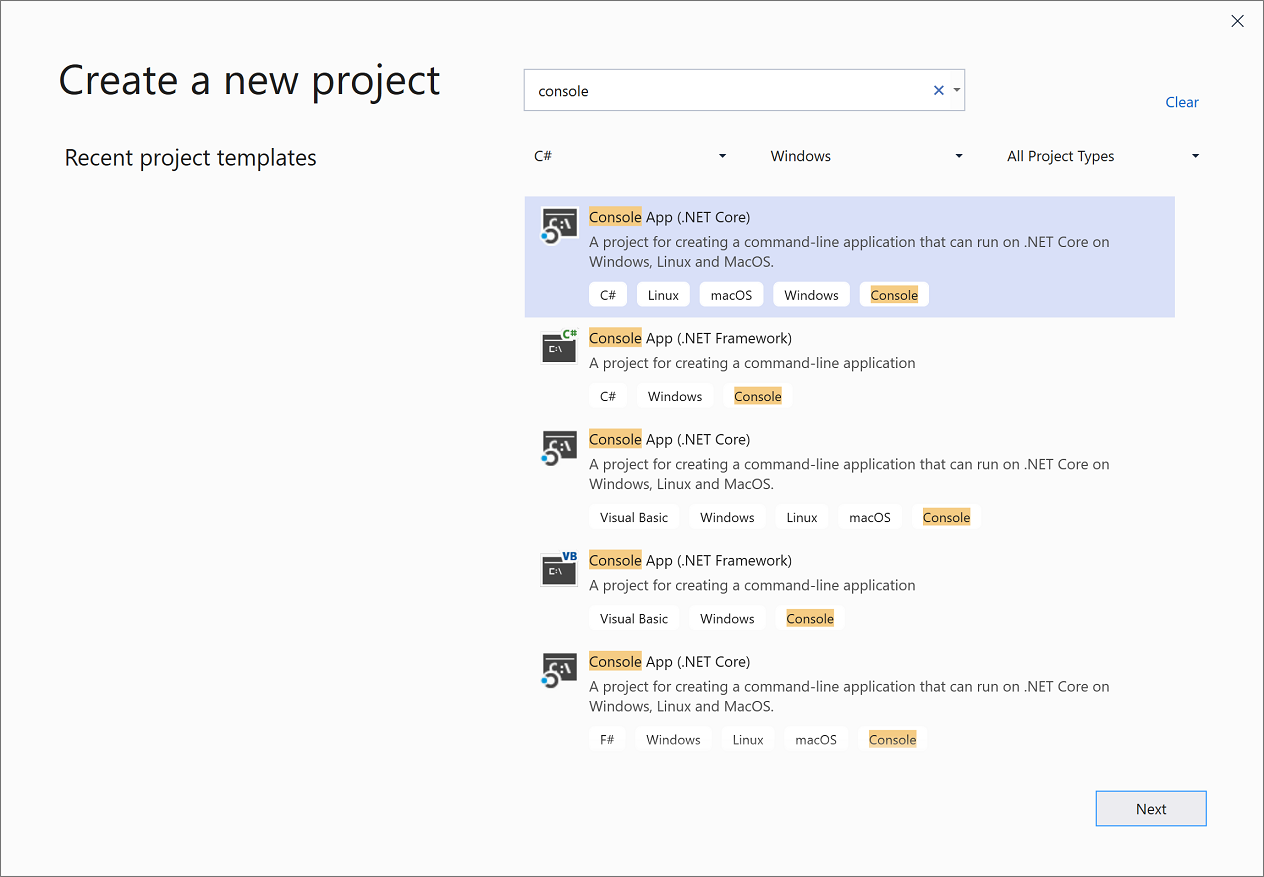 Create a new project
console
Clear
Recent project templates
C#
Windows
All Project Types
Console App (.NET Core)
A project for creating a command-line application that can run on .NET Core on
Windows, Linux and MacOS.
C# Linux macOS Windows Console
C#
C:\
Console App (.NET Framework)
A project for creating a command-line application
C# Windows Console
Console App (.NET Core)
A project for creating a command-line application that can run on .NET Core on
Windows, Linux and MacOS.
Visual Basic Windows Linux macOS Console
VB
C:\
Console App (.NET Framework)
A project for creating a command-line application
Visual Basic Windows Console
Console App (.NET Core)
A project for creating a command-line application that can run on .NET Core on
Windows, Linux and MacOS.
F# Windows Linux macOS Console
Next